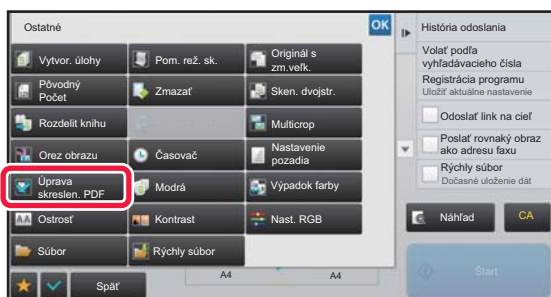 Ostatné
OK
Vytvor. úlohy
Pom. rež. sk.
Originál s
zm.veľk.
Pôvodný
Počet
Zmazať
Sken. dvojstr.
Rozdelit knihu
Multicrop
Orez obrazu
Časovač
Nastavenie
pozadia
Úprava
skreslen. PDF
Modrá
Výpadok farby
Ostrosť
Kontrast
Nast. RGB
Súbor
Rýchly súbor
Späť
A4
A4
História odoslania
Volať podľa
vyhľadávacieho čísla
Registrácia programu
Uložiť aktuálne nastavenie
Odoslať link na cieľ
Poslať rovnaký obraz
ako adresu faxu
Rýchly súbor
Dočasné uloženie dát
Náhľad
CA
Štart